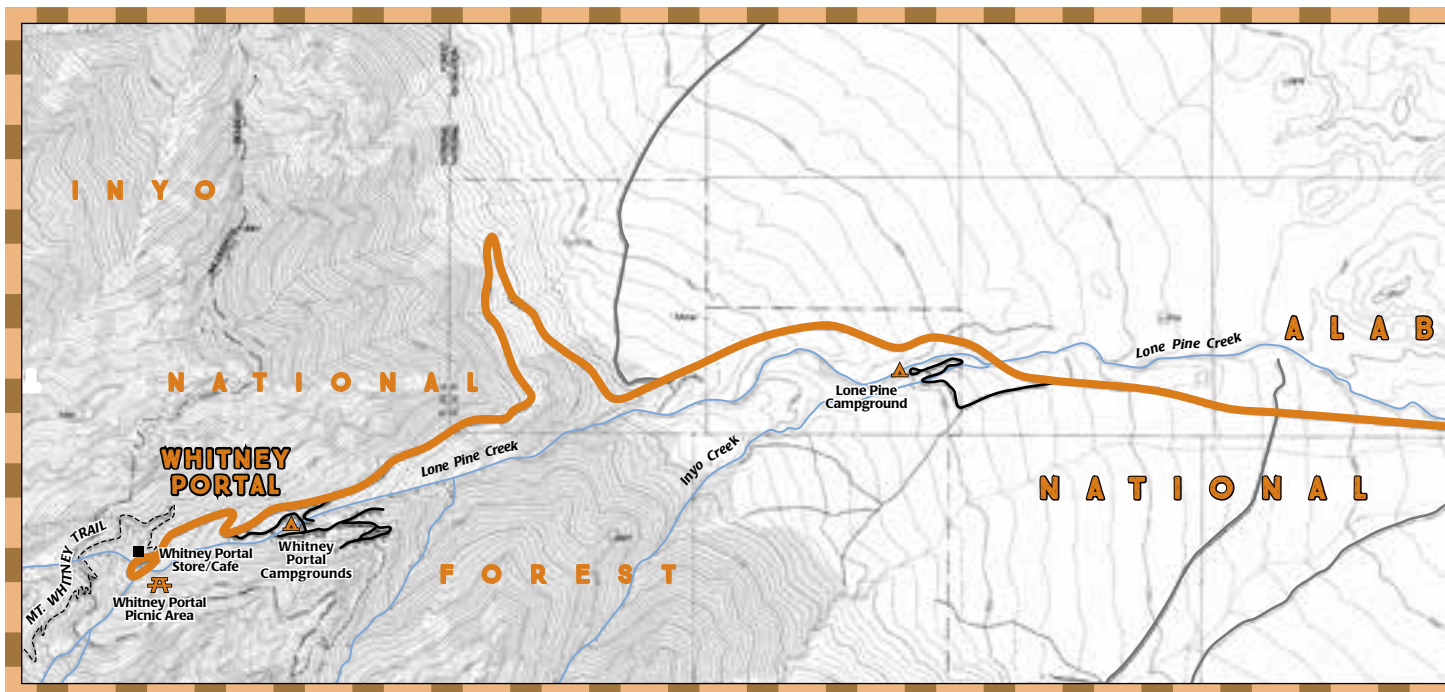 INYO
NATIONAL
FOREST
WHITNEY
PORTAL
MT. WHITNEY TRAIL
Whitney Portal
Store/Cafe
Whitney Portal
Picnic Area
Whitney
Portal
Campgrounds
Lone Pine Creek
Inyo Creek
Lone Pine
Campground
Lone Pine Creek
ALAB
NATIONAL